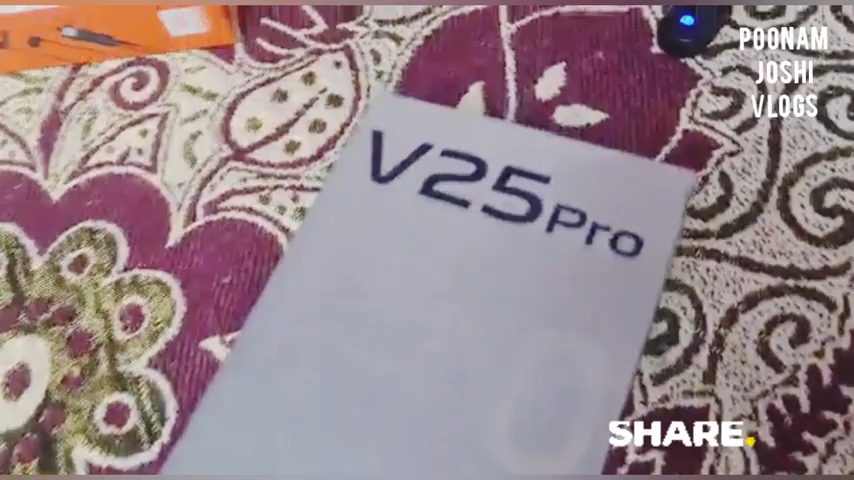 POONAM
JOSHI
VLOGS
V25Pro
SHARE.